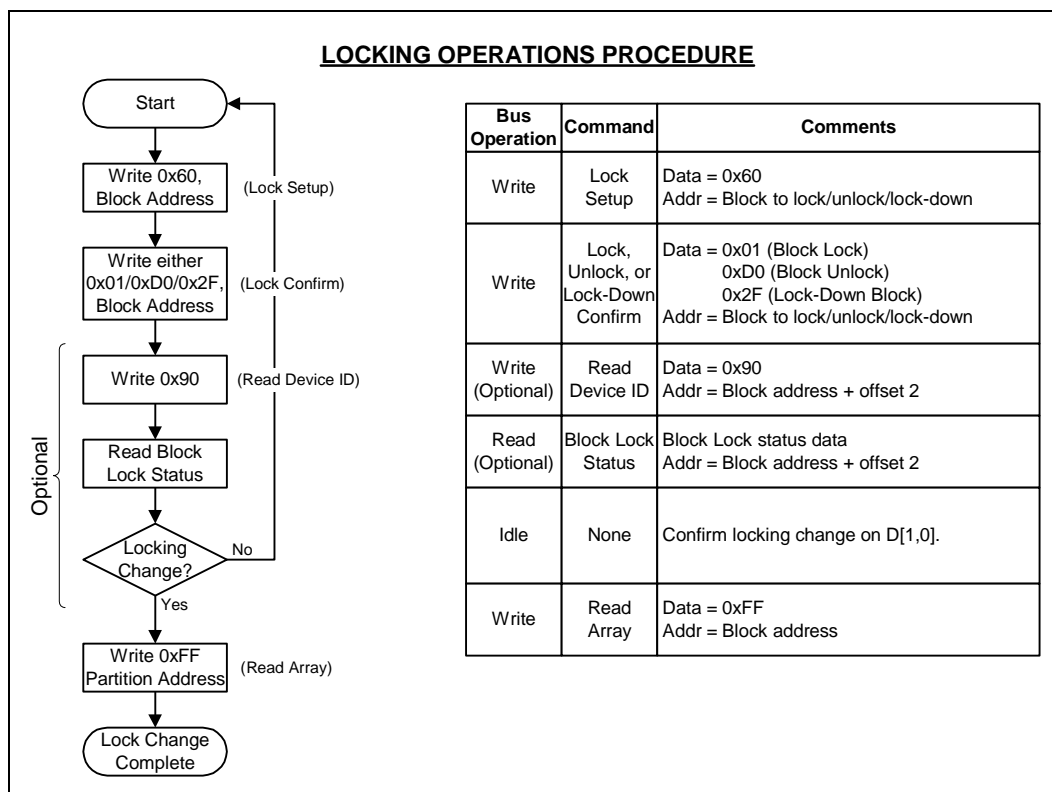 LOCKING OPERATIONS PROCEDURE
Start
Write 0x60,
Block Address
(Lock Setup)
Write either
0x01/0xD0/0x2F,
Block Address
(Lock Confirm)
Optional
Write 0x90
(Read Device ID)
Read Block
Lock Status
Locking
Change?
No
Yes
Write 0xFF
Partition Address
(Read Array)
Lock Change
Complete
Bus
Operation
Command
Comments
Write
Lock
Setup
Data = 0x60
Addr = Block to lock/unlock/lock-down
Write
Lock,
Unlock, or
Lock-Down
Confirm
Data = 0x01 (Block Lock)
0xD0 (Block Unlock)
0x2F (Lock-Down Block)
Addr = Block to lock/unlock/lock-down
Write
(Optional)
Read
Device ID
Data = 0x90
Addr = Block address + offset 2
Read
(Optional)
Block Lock
Status
Block Lock status data
Addr = Block address + offset 2
Idle
None
Confirm locking change on D[1,0].
Write
Read
Array
Data = 0xFF
Addr = Block address